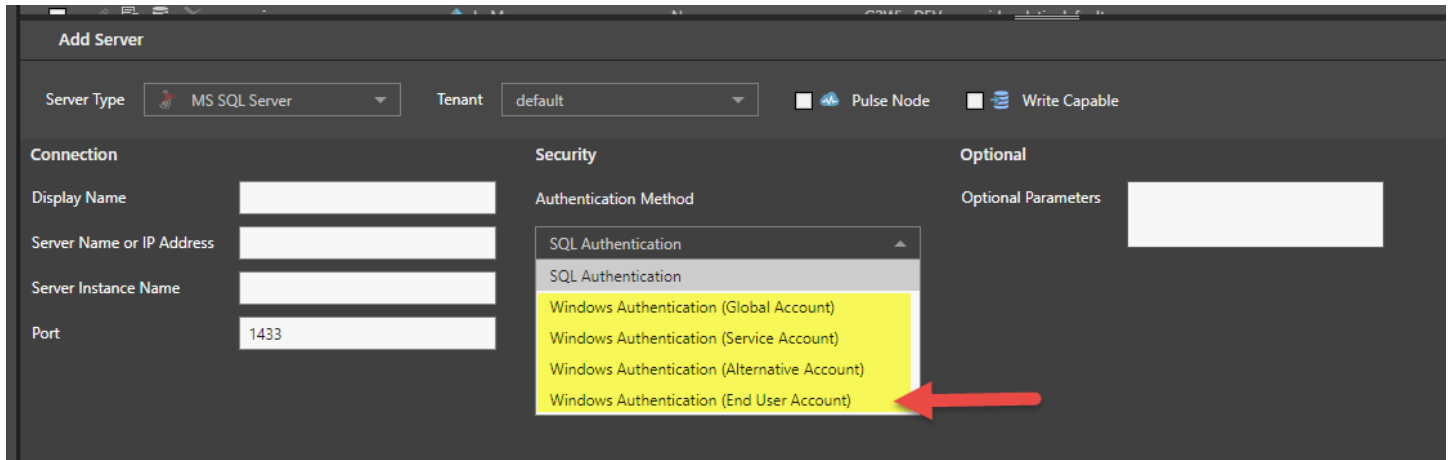 Add Server
Server Type MS SQL Server Tenant default Pulse Node Write Capable
Connection Security Optional
Display Name Authentication Method Optional Parameters
Server Name or IP Address SQL Authentication
SQL Authentication
Server Instance Name
Windows Authentication (Global Account)
Port 1433 Windows Authentication (Service Account)
Windows Authentication (Alternative Account)
Windows Authentication (End User Account)